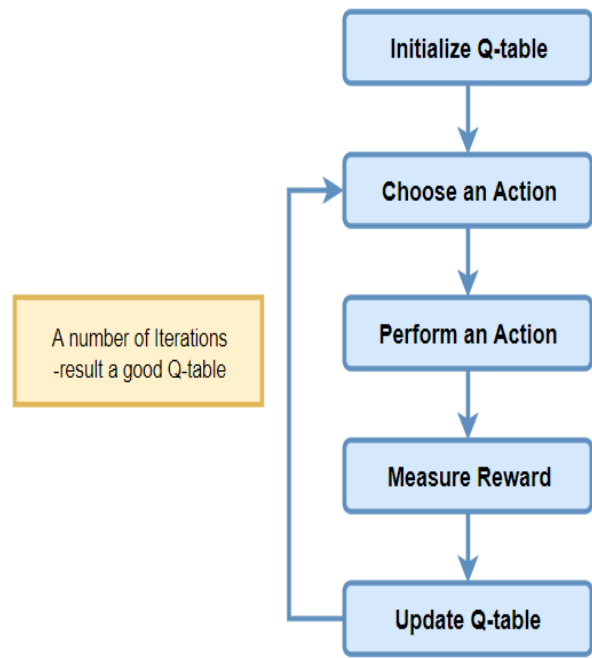 Initialize Q-table
Choose an Action
A number of Iterations
-result a good Q-table
Perform an Action
Measure Reward
Update Q-table